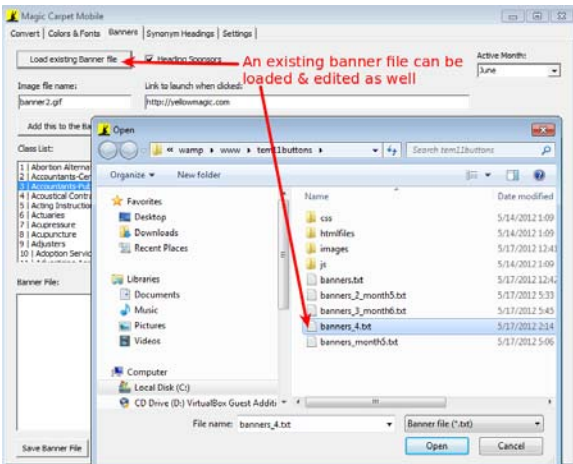 Magic Carpet Mobile
Convert Colors & Fonts Banners Synonym Headings Settings
Load existing Banner file
Heading Sponsors
An existing banner file can be
loaded & edited as well
Active Month:
June
Image file name:
Link to launch when clicked:
banner2.gif
http://yellowmagic.com
Add this to the Ba
Open
« wamp ▸ www ▸ tem11buttons ▸
Search tem11buttons
Class List:
Organize
New folder
1 | Abortion Alterna
2 | Accountants-Cer
3 | Accountants-Pub
4 | Acoustical Contra
5 | Acting Instruction
6 | Actuaries
7 | Acupressure
8 | Acupuncture
9 | Adjusters
10 | Adoption Servic
Banner File:
Favorites
Desktop
Downloads
Recent Places
Libraries
Documents
Music
Pictures
Videos
Computer
Local Disk (C:)
CD Drive (D:) VirtualBox Guest Additi
Name
Date modified
css
5/14/2012 1:09
htmlfiles
5/14/2012 1:09
images
5/17/2012 12:41
js
5/14/2012 1:09
banners.txt
5/17/2012 12:42
banners_2_month5.txt
5/17/2012 5:33
banners_3_month6.txt
5/17/2012 5:45
banners_4.txt
5/17/2012 2:14
banners_month5.txt
5/17/2012 5:06
File name:
banners_4.txt
Banner file (*.txt)
Open
Cancel
Save Banner File